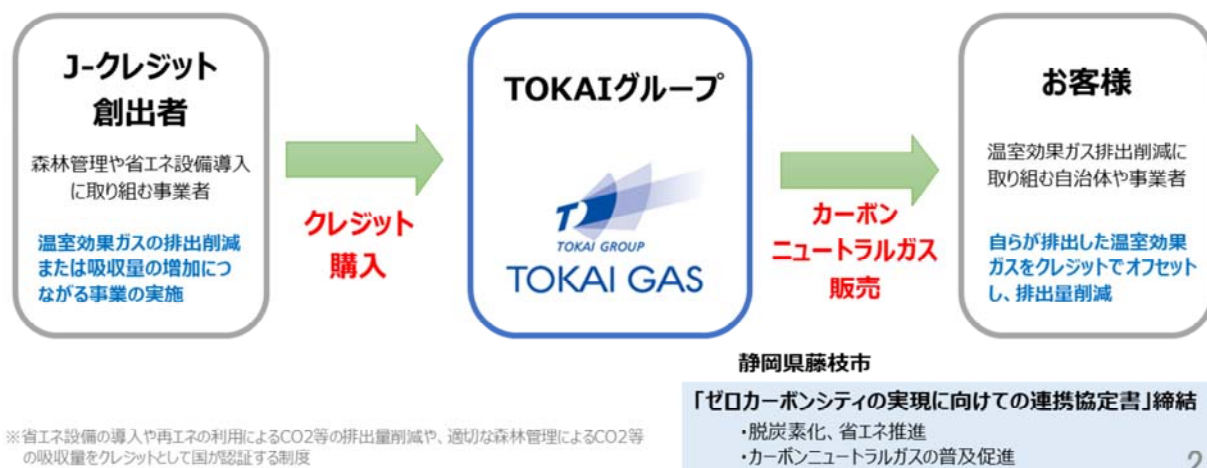 J-クレジット
創出者
森林管理や省エネ設備導入
に取り組む事業者
温室効果ガスの排出削減
または吸収量の増加につ
ながる事業の実施
クレジット
購入
TOKAIグループ
TOKAI GROUP
TOKAI GAS
カーボン
ニュートラルガス
販売
お客様
温室効果ガス排出削減に
取り組む自治体や事業者
自らが排出した温室効果
ガスをクレジットでオフセット
し、排出量削減
静岡県藤枝市
「ゼロカーボンシティの実現に向けての連携協定書」締結
・脱炭素化、省エネ推進
・カーボンニュートラルガスの普及促進
※省エネ設備の導入や再エネの利用によるCO2等の排出量削減や、適切な森林管理によるCO2等
の吸収量をクレジットとして国が認証する制度
2